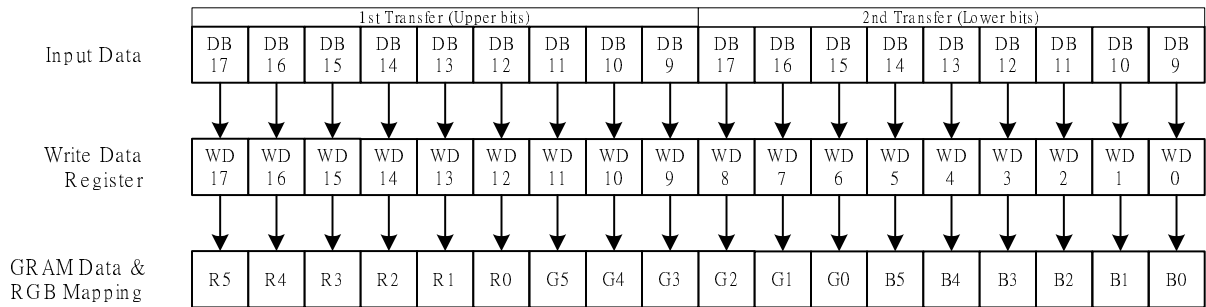 1st Transfer (Upper bits) 2nd Transfer (Lower bits)
Input Data DB 17 DB 16 DB 15 DB 14 DB 13 DB 12 DB 11 DB 10 DB 9 DB 17 DB 16 DB 15 DB 14 DB 13 DB 12 DB 11 DB 10 DB 9
Write Data Register WD 17 WD 16 WD 15 WD 14 WD 13 WD 12 WD 11 WD 10 WD 9 WD 8 WD 7 WD 6 WD 5 WD 4 WD 3 WD 2 WD 1 WD 0
GRAM Data & RGB Mapping R5 R4 R3 R2 R1 R0 G5 G4 G3 G2 G1 G0 B5 B4 B3 B2 B1 B0